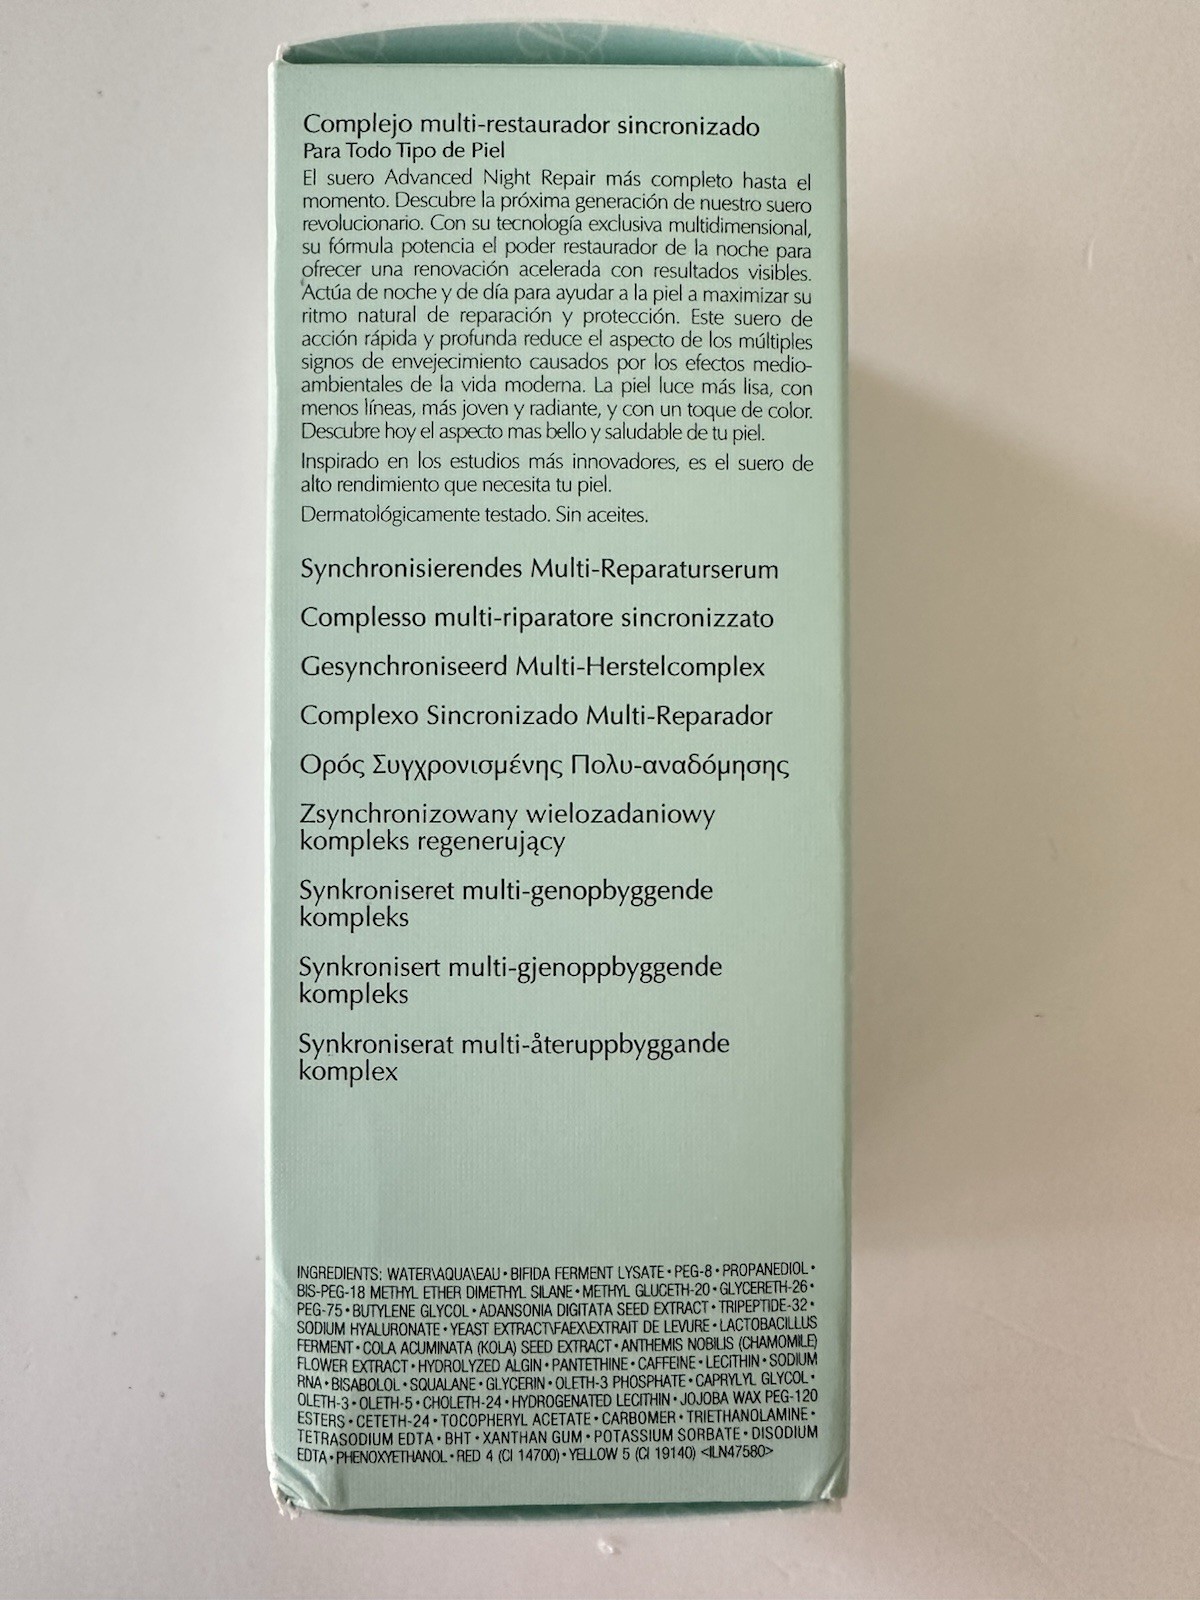 Complejo multi-restaurador sincronizado
Para Todo Tipo de Piel
El suero Advanced Night Repair más completo hasta el
momento. Descubre la próxima generación de nuestro suero
revolucionario. Con su tecnología exclusiva multidimensional,
su fórmula potencia el poder restaurador de la noche para
ofrecer una renovación acelerada con resultados visibles.
Actúa de noche y de día para ayudar a la piel a maximizar su
ritmo natural de reparación y protección. Este suero de
acción rápida y profunda reduce el aspecto de los múltiples
signos de envejecimiento causados por los efectos medio-
ambientales de la vida moderna. La piel luce más lisa, con
menos líneas, más joven y radiante, y con un toque de color.
Descubre hoy el aspecto mas bello y saludable de tu piel.
Inspirado en los estudios más innovadores, es el suero de
alto rendimiento que necesita tu piel.
Dermatológicamente testado. Sin aceites.
Synchronisierendes Multi-Reparaturserum
Complesso multi-riparatore sincronizzato
Gesynchroniseerd Multi-Herstelcomplex
Complexo Sincronizado Multi-Reparador
Ορός Συγχρονισμένης Πολυ-αναδόμησης
Zsynchronizowany wielozadaniowy
kompleks regenerujący
Synkroniseret multi-genopbyggende
kompleks
Synkronisert multi-gjenoppbyggende
kompleks
Synkroniserat multi-återuppbyggande
komplex
INGREDIENTS: WATER\AQUA\EAU • BIFIDA FERMENT LYSATE • PEG-8 • PROPANEDIOL •
BIS-PEG-18 METHYL ETHER DIMETHYL SILANE • METHYL GLUCETH-20 • GLYCERETH-26 •
PEG-75 • BUTYLENE GLYCOL • ADANSONIA DIGITATA SEED EXTRACT • TRIPEPTIDE-32 •
SODIUM HYALURONATE • YEAST EXTRACT\FAEX\EXTRAIT DE LEVURE • LACTOBACILLUS
FERMENT • COLA ACUMINATA (KOLA) SEED EXTRACT • ANTHEMIS NOBILIS (CHAMOMILE)
FLOWER EXTRACT • HYDROLYZED ALGIN • PANTETHINE • CAFFEINE • LECITHIN • SODIUM
RNA • BISABOLOL • SQUALANE • GLYCERIN • OLETH-3 PHOSPHATE • CAPRYLYL GLYCOL •
OLETH-3 • OLETH-5 • CHOLETH-24 • HYDROGENATED LECITHIN • JOJOBA WAX PEG-120
ESTERS • CETETH-24 • TOCOPHERYL ACETATE • CARBOMER • TRIETHANOLAMINE •
TETRASODIUM EDTA • BHT • XANTHAN GUM • POTASSIUM SORBATE • DISODIUM
EDTA • PHENOXYETHANOL • RED 4 (CI 14700) • YELLOW 5 (CI 19140) <ILN47580>